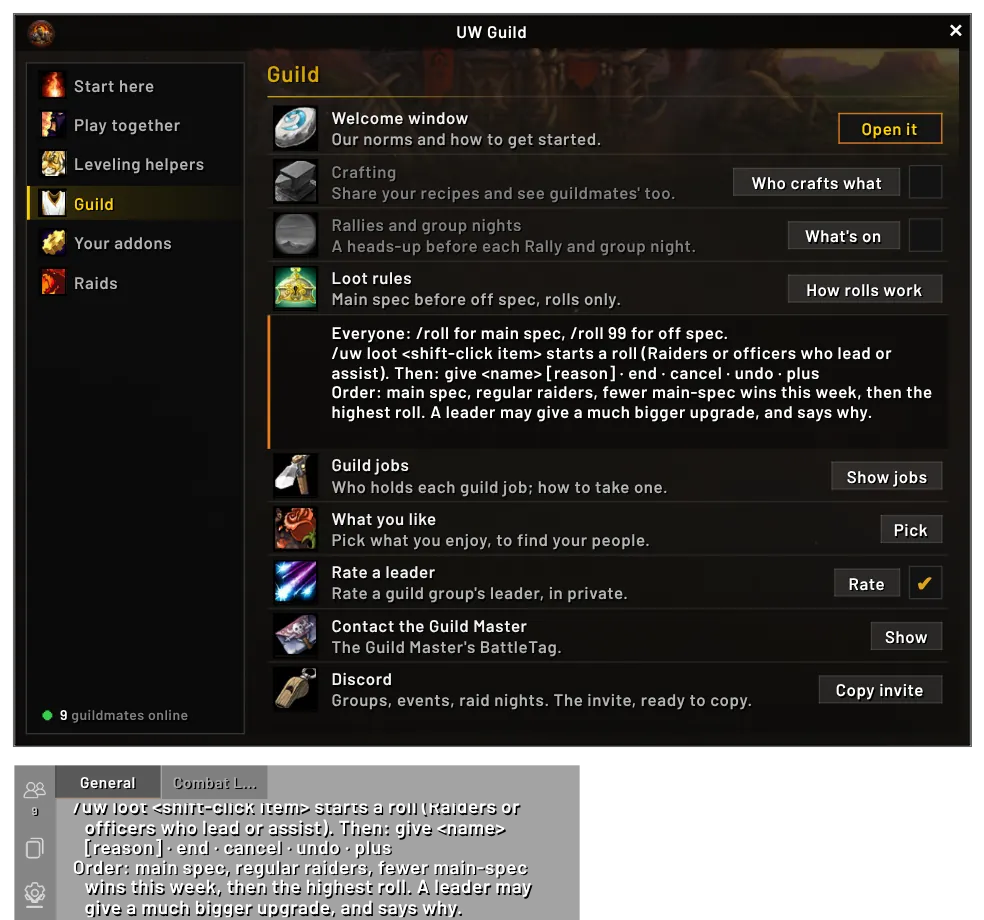 UW Guild
Start here
Play together
Leveling helpers
Guild
Your addons
Raids
9 guildmates online
Guild
Welcome window
Our norms and how to get started.
Open it
Crafting
Share your recipes and see guildmates' too.
Who crafts what
Rallies and group nights
A heads-up before each Rally and group night.
What's on
Loot rules
Main spec before off spec, rolls only.
How rolls work
Everyone: /roll for main spec, /roll 99 for off spec.
/uw loot <shift-click item> starts a roll (Raiders or officers who lead or
assist). Then: give <name> [reason] · end · cancel · undo · plus
Order: main spec, regular raiders, fewer main-spec wins this week, then the
highest roll. A leader may give a much bigger upgrade, and says why.
Guild jobs
Who holds each guild job; how to take one.
Show jobs
What you like
Pick what you enjoy, to find your people.
Pick
Rate a leader
Rate a guild group's leader, in private.
Rate
Contact the Guild Master
The Guild Master's BattleTag.
Show
Discord
Groups, events, raid nights. The invite, ready to copy.
Copy invite
9
General
Combat L...
/uw loot <shift-click item> starts a roll (Raiders or
officers who lead or assist). Then: give <name>
[reason] · end · cancel · undo · plus
Order: main spec, regular raiders, fewer main-spec
wins this week, then the highest roll. A leader may
give a much bigger upgrade, and says why.